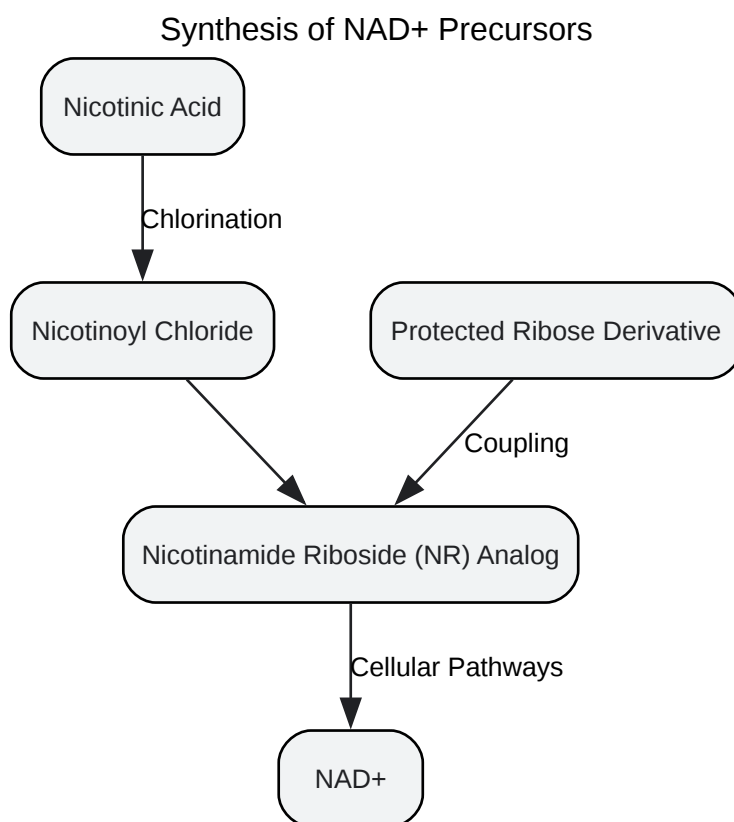 Synthesis of NAD+ Precursors
Nicotinic Acid
Chlorination
Nicotinoyl Chloride
Protected Ribose Derivative
Coupling
Nicotinamide Riboside (NR) Analog
Cellular Pathways
NAD+